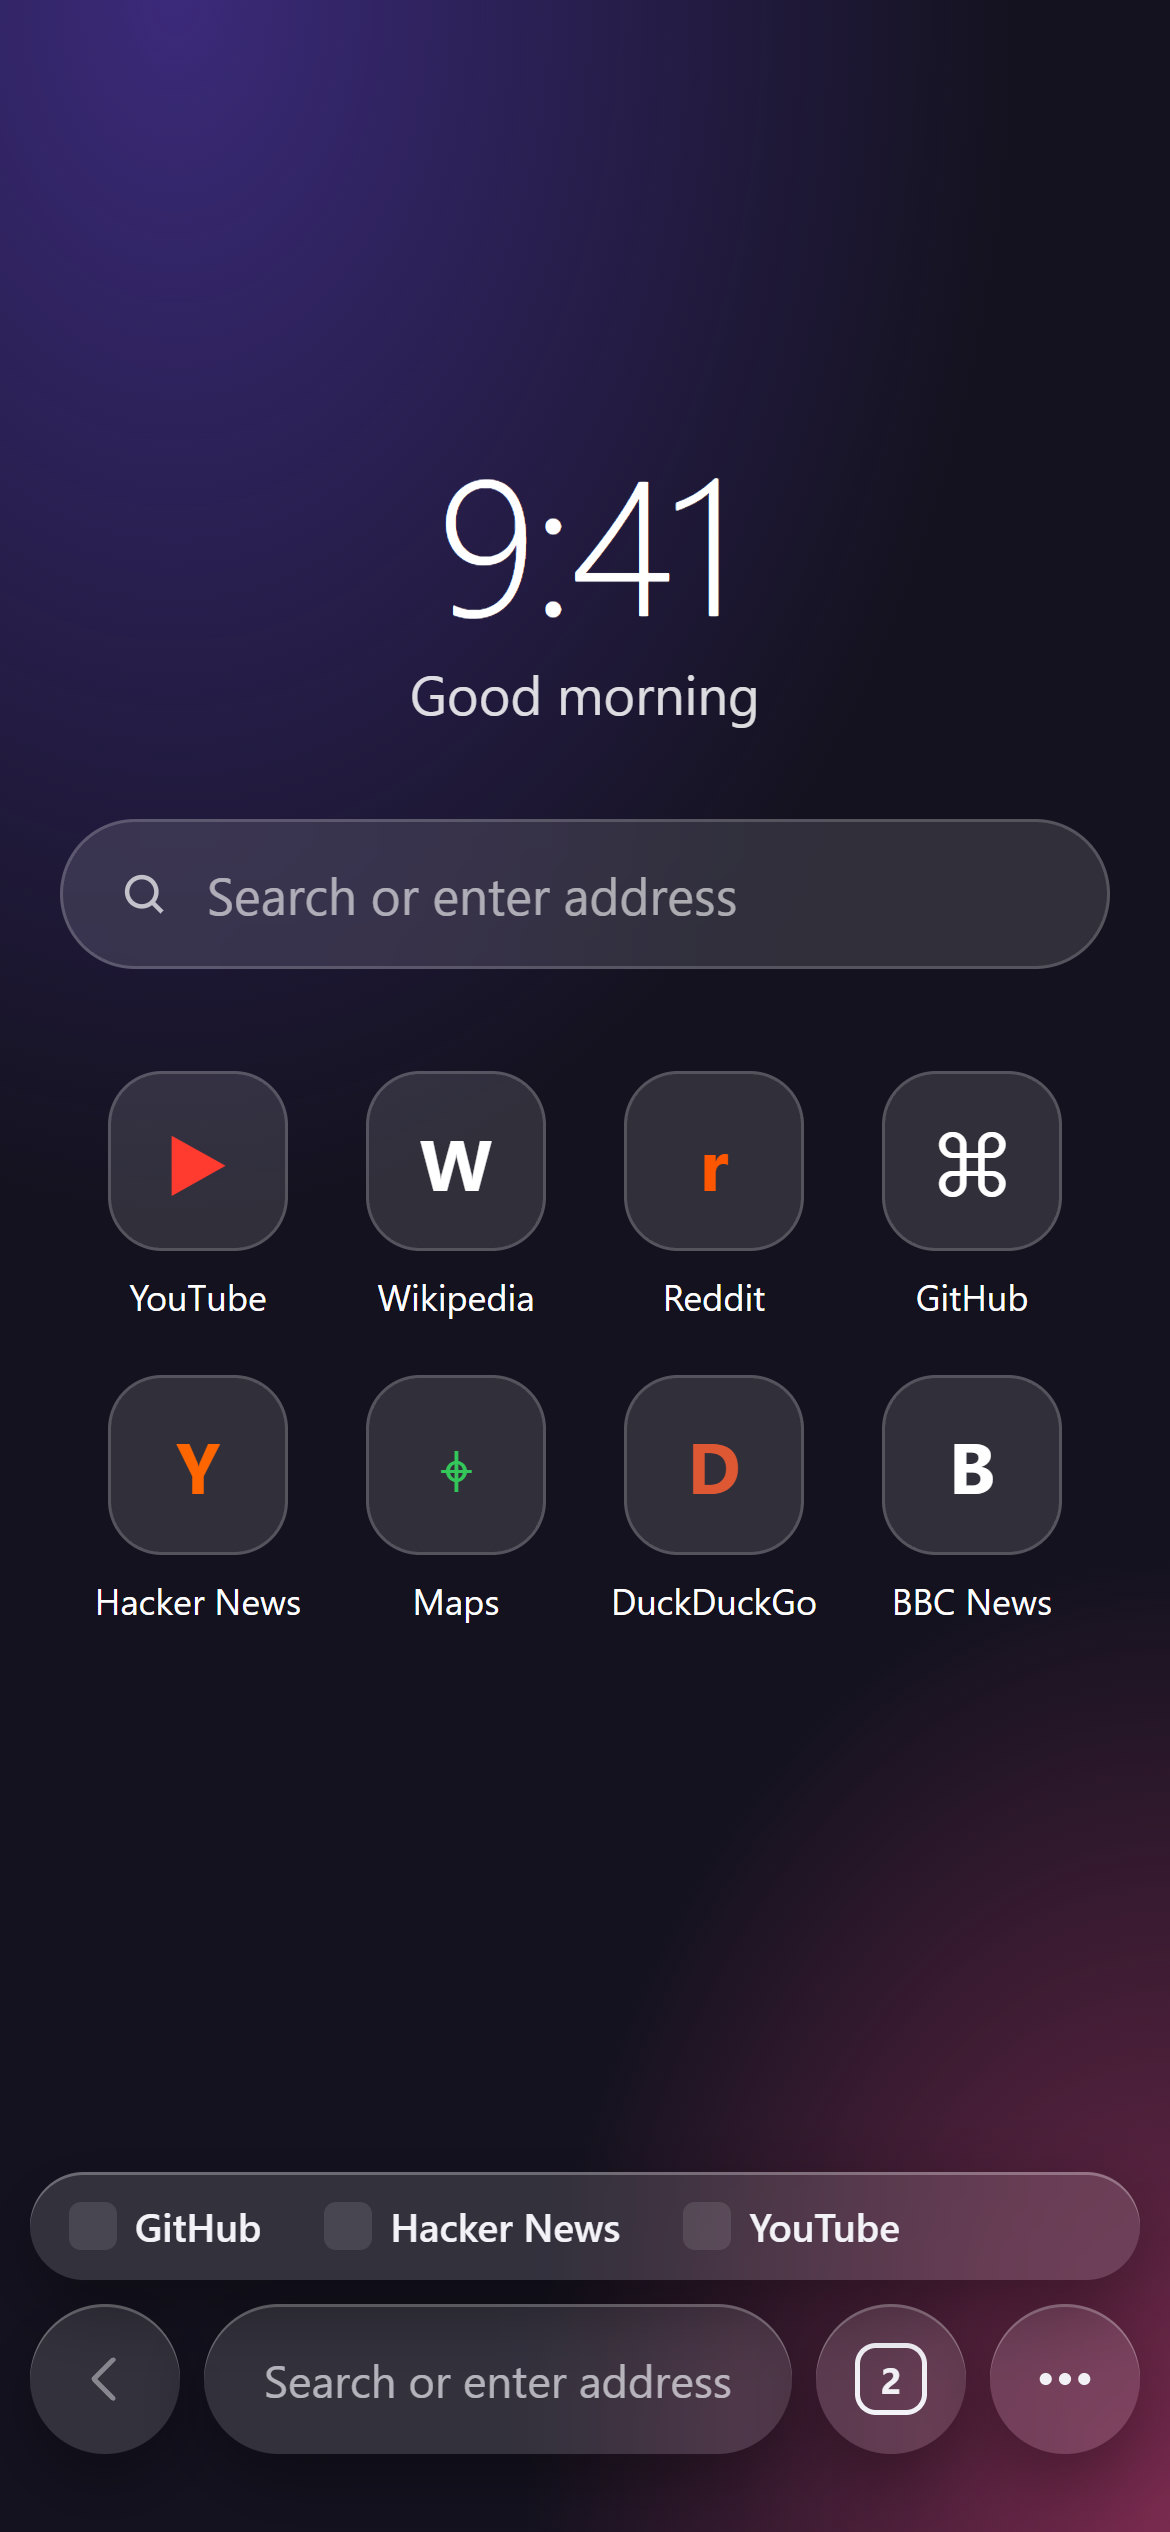 9:41
Good morning
Search or enter address
W r ⌘
YouTube Wikipedia Reddit GitHub
Y D B
Hacker News Maps DuckDuckGo BBC News
GitHub Hacker News YouTube
Search or enter address 2